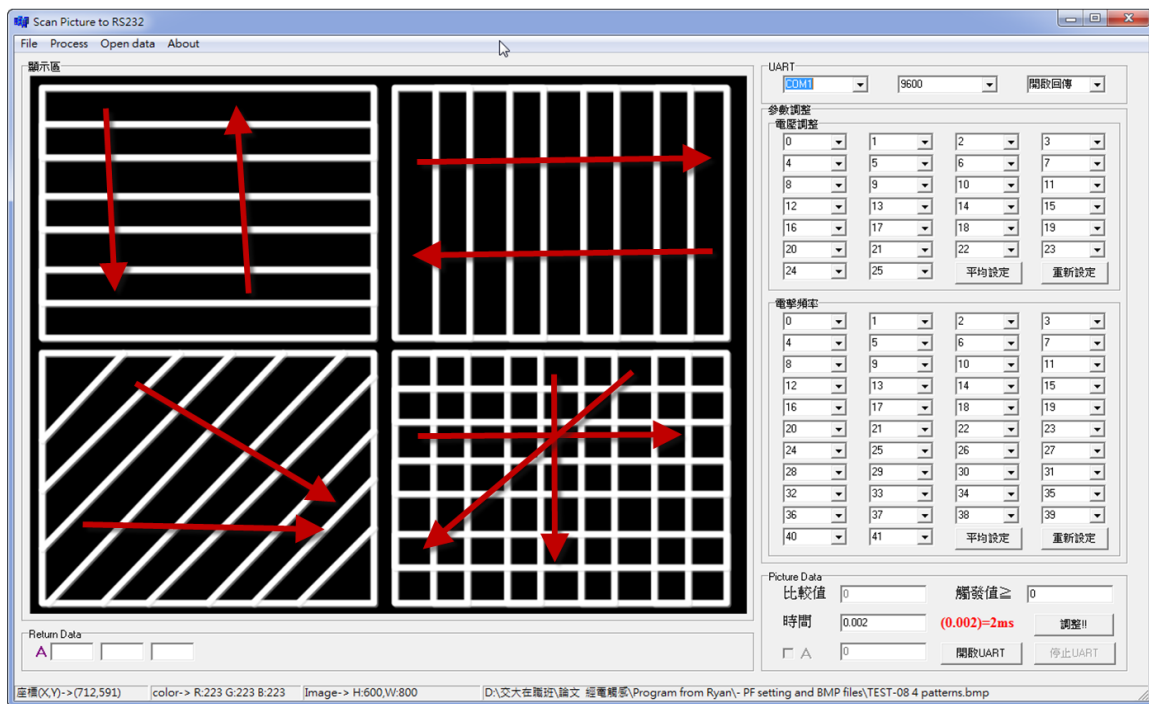 Scan Picture to RS232
File Process Open data About
顯示區
UART
COM1 9600 開啟回傳
參數調整
電壓調整
0 1 2 3
4 5 6 7
8 9 10 11
12 13 14 15
16 17 18 19
20 21 22 23
24 25 平均設定 重新設定
電擊頻率
0 1 2 3
4 5 6 7
8 9 10 11
12 13 14 15
16 17 18 19
20 21 22 23
24 25 26 27
28 29 30 31
32 33 34 35
36 37 38 39
40 41 平均設定 重新設定
Picture Data
比較值 0 觸發值≧ 0
時間 0.002 (0.002)=2ms 調整!!
A 0 開啟UART 停止UART
Return Data
A
座標(X,Y)->(712,591) color-> R:223 G:223 B:223 Image-> H:600,W:800 D:\交大在職班\論文 經電觸感\Program from Ryan\- PF setting and BMP files\TEST-08 4 patterns.bmp